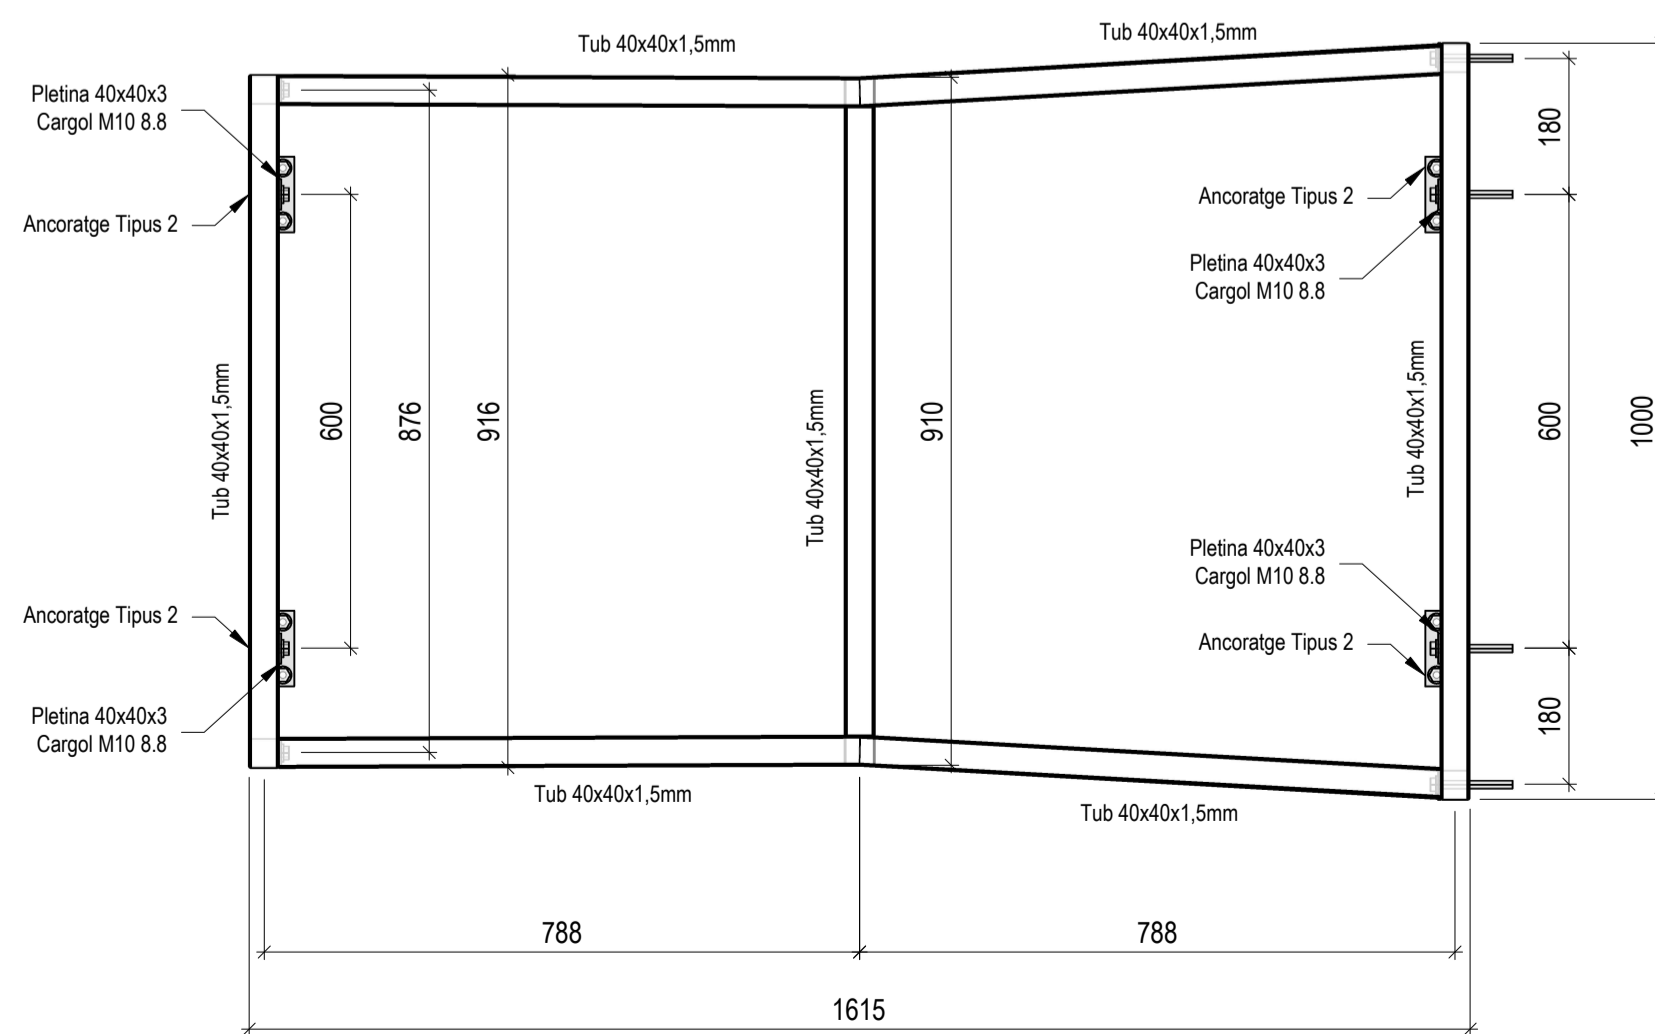 Tub 40x40x1,5mm
Tub 40x40x1,5mm
Pletina 40x40x3
Cargol M10 8.8
Ancoratge Tipus 2
Ancoratge Tipus 2
Pletina 40x40x3
Cargol M10 8.8
180
Tub 40x40x1,5mm
600
876
916
Tub 40x40x1,5mm
910
Tub 40x40x1,5mm
600
1000
Pletina 40x40x3
Cargol M10 8.8
Ancoratge Tipus 2
Ancoratge Tipus 2
Pletina 40x40x3
Cargol M10 8.8
180
Tub 40x40x1,5mm
Tub 40x40x1,5mm
788
788
1615